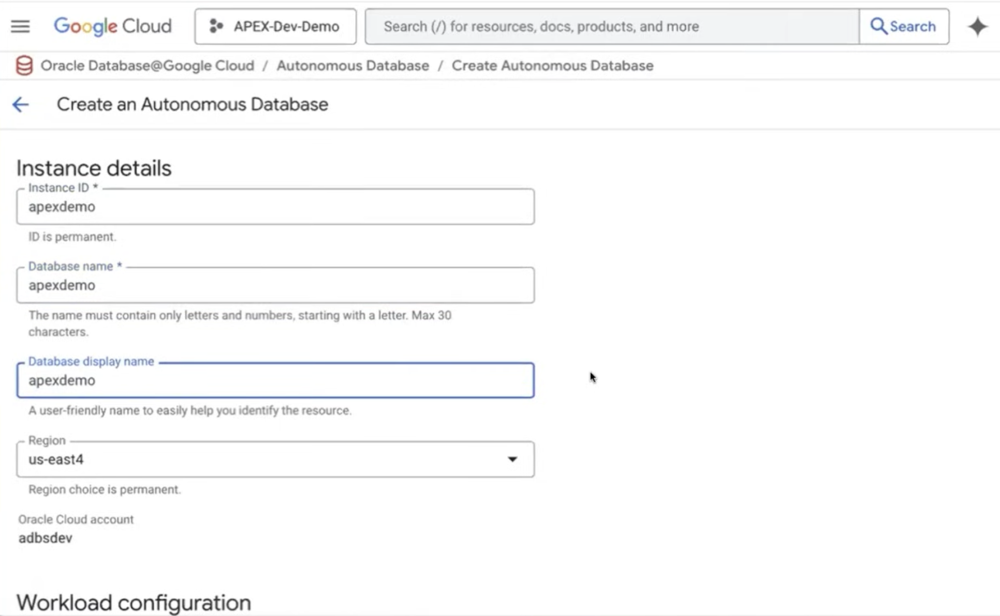 Google Cloud
APEX-Dev-Demo
Search (/) for resources, docs, products, and more
Search
Oracle Database@Google Cloud / Autonomous Database / Create Autonomous Database
Create an Autonomous Database
Instance details
Instance ID *
apexdemo
ID is permanent.
Database name *
apexdemo
The name must contain only letters and numbers, starting with a letter. Max 30
characters.
Database display name
apexdemo
A user-friendly name to easily help you identify the resource.
Region
us-east4
Region choice is permanent.
Oracle Cloud account
adbsdev
Workload configuration